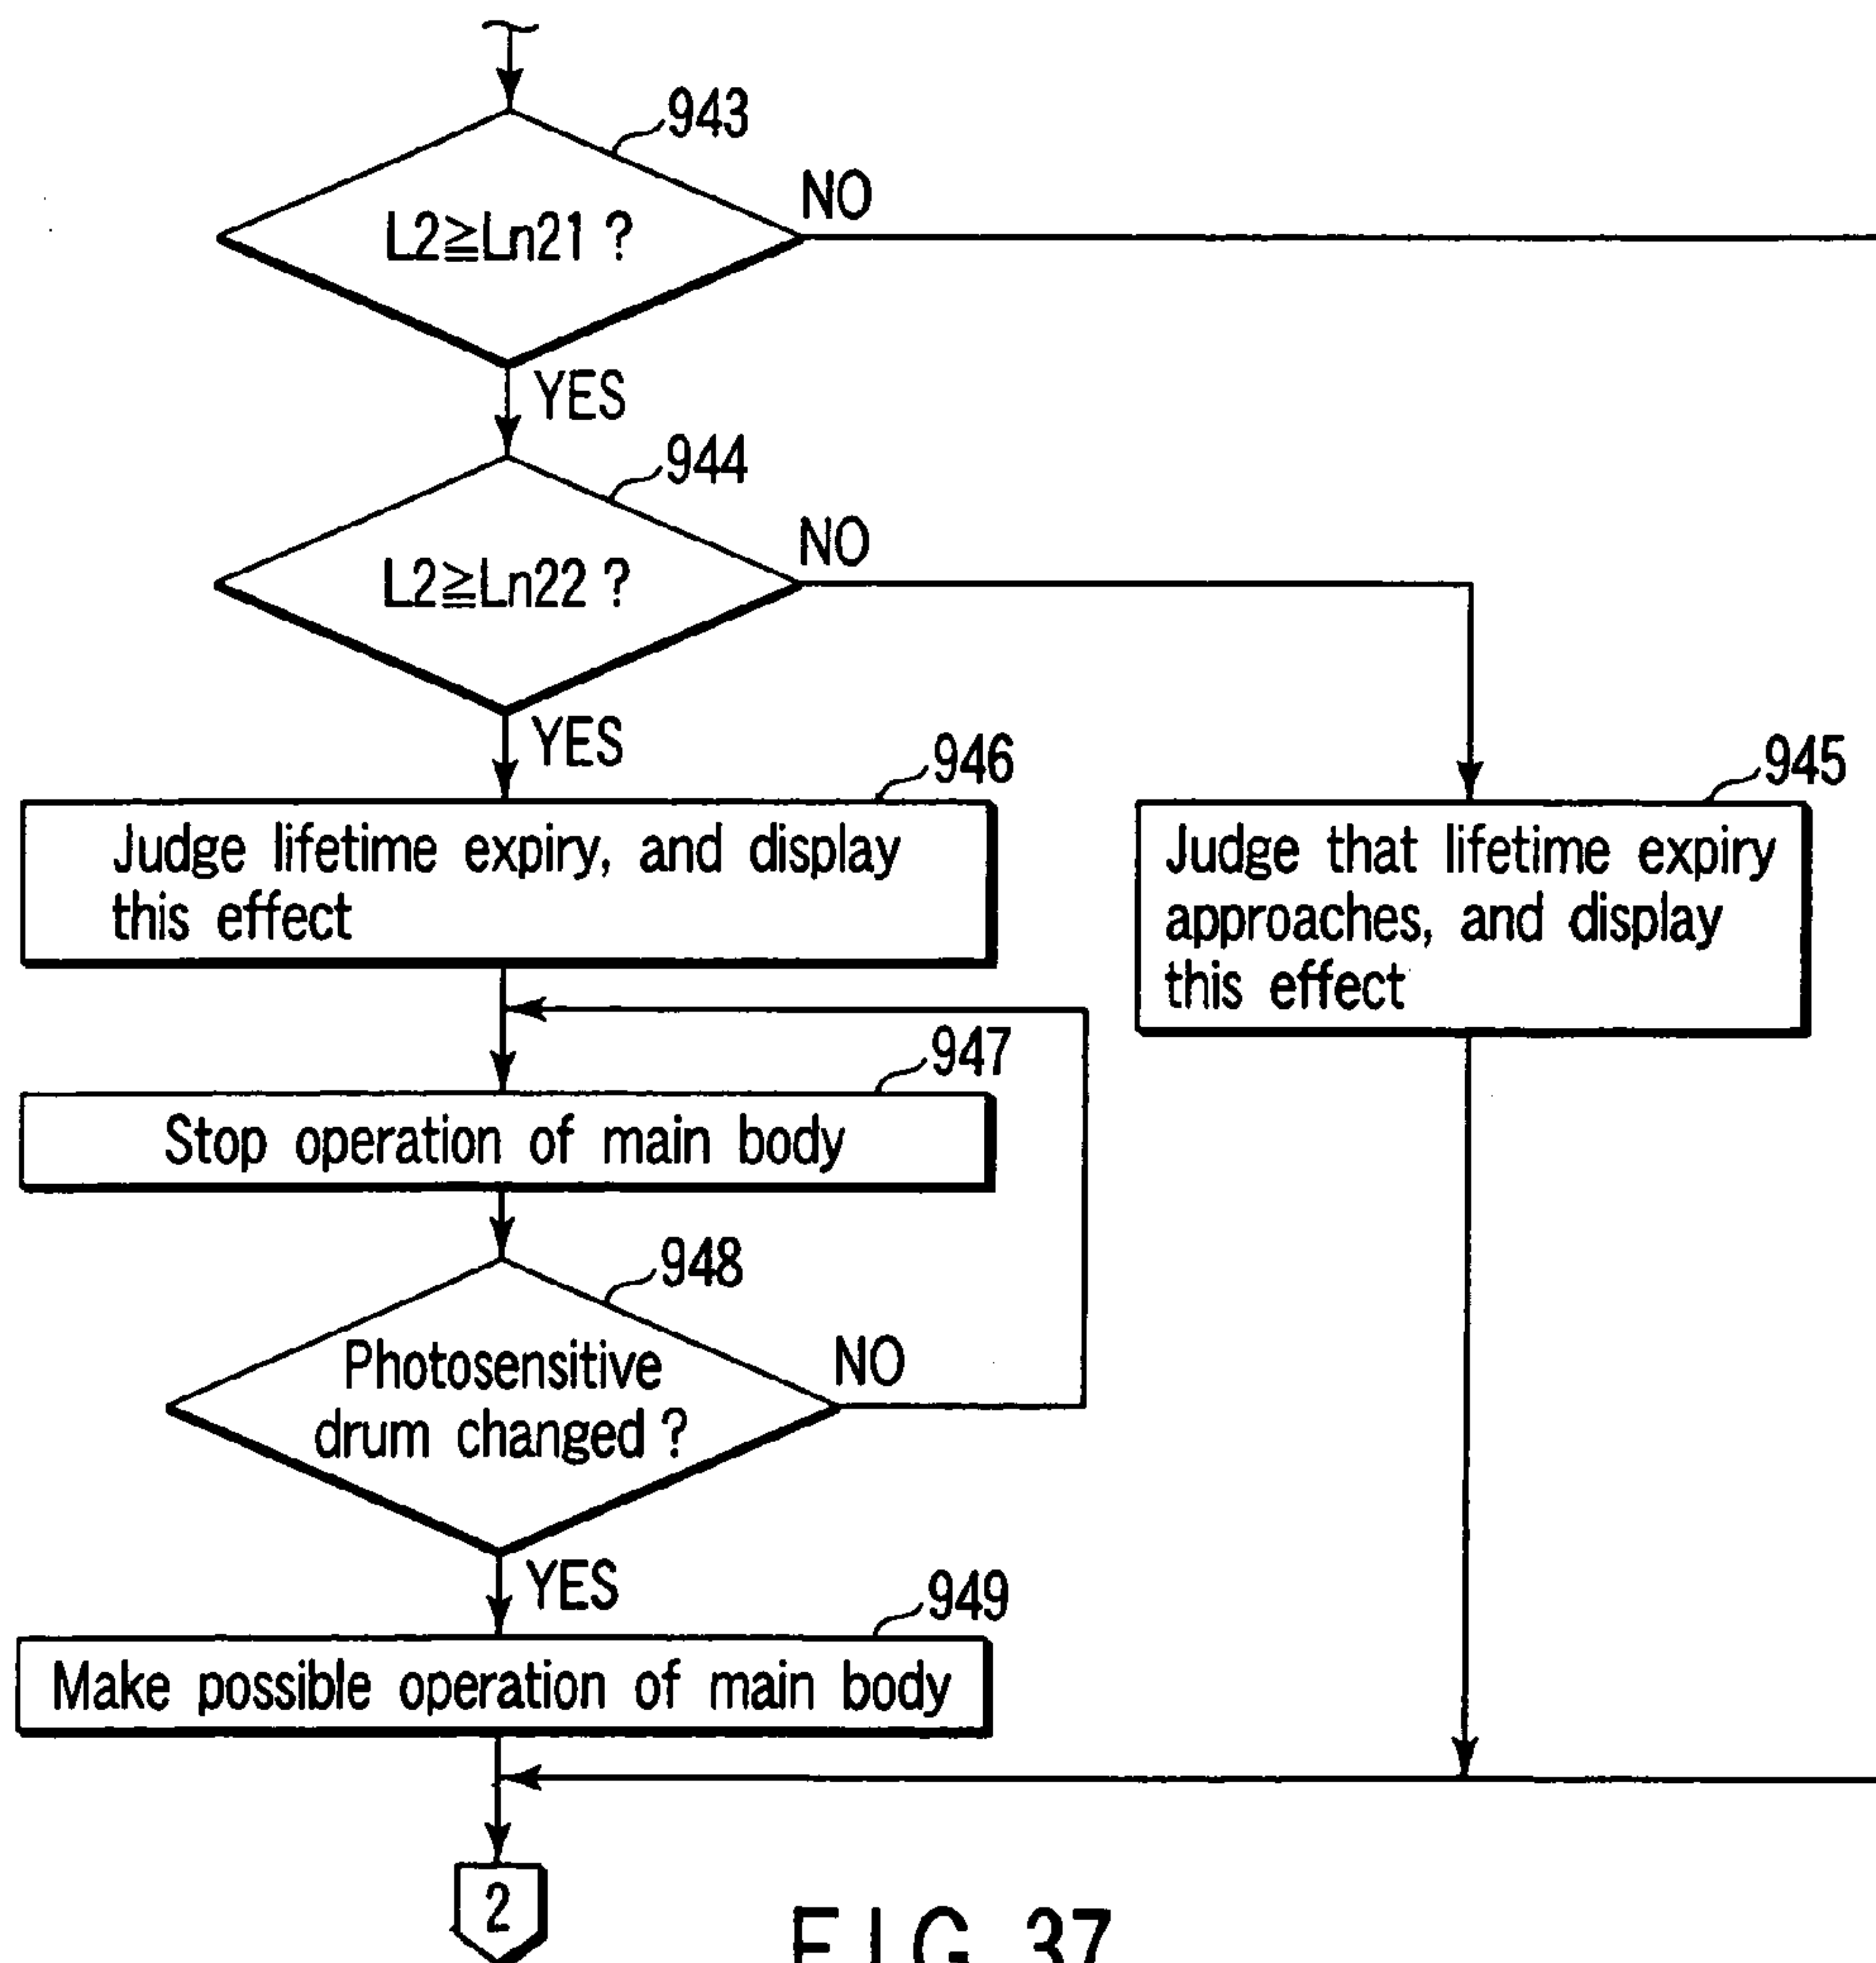 943
NO
L2≧Ln21 ?
YES
944
NO
L2≧Ln22 ?
YES
946
945
Judge lifetime expiry, and display
this effect
Judge that lifetime expiry
approaches, and display
this effect
947
Stop operation of main body
948
NO
Photosensitive
drum changed ?
YES
949
Make possible operation of main body
2
FIG. 37